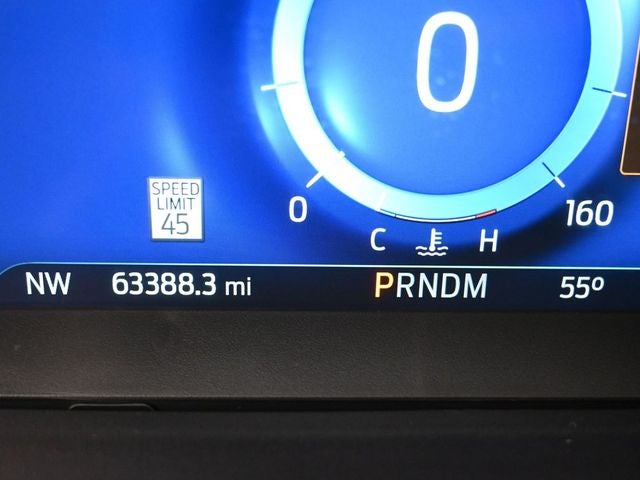 0
0
160
SPEED
LIMIT
45
C H
NW 63388.3 mi PRNDM 55°